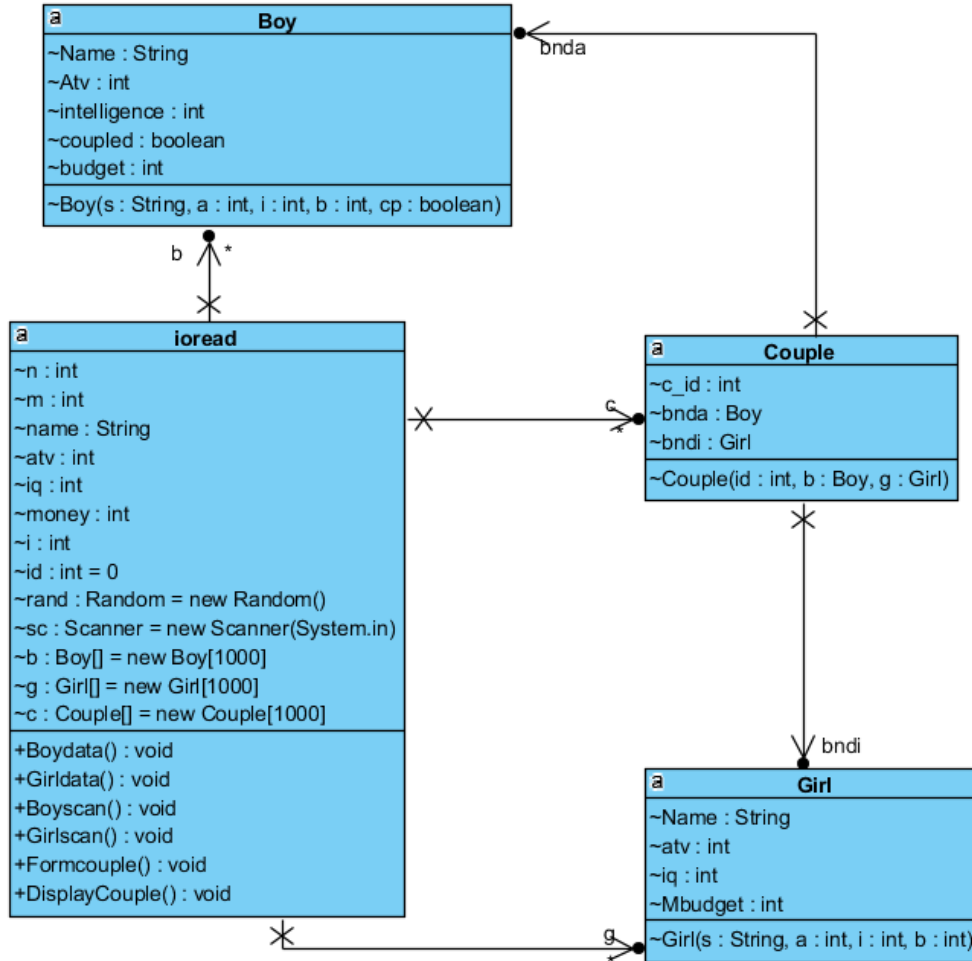 a
Boy
~Name : String
~Atv : int
~intelligence : int
~coupled : boolean
~budget : int
~Boy(s : String, a : int, i : int, b : int, cp : boolean)
bnda
b
*
a
ioread
~n : int
~m : int
~name : String
~atv : int
~iq : int
~money : int
~i : int
~id : int = 0
~rand : Random = new Random()
~sc : Scanner = new Scanner(System.in)
~b : Boy[] = new Boy[1000]
~g : Girl[] = new Girl[1000]
~c : Couple[] = new Couple[1000]
+Boydata() : void
+Girldata() : void
+Boyscan() : void
+Girlscan() : void
+Formcouple() : void
+DisplayCouple() : void
c
*
a
Couple
~c_id : int
~bnda : Boy
~bndi : Girl
~Couple(id : int, b : Boy, g : Girl)
bndi
g
*
a
Girl
~Name : String
~atv : int
~iq : int
~Mbudget : int
~Girl(s : String, a : int, i : int, b : int)